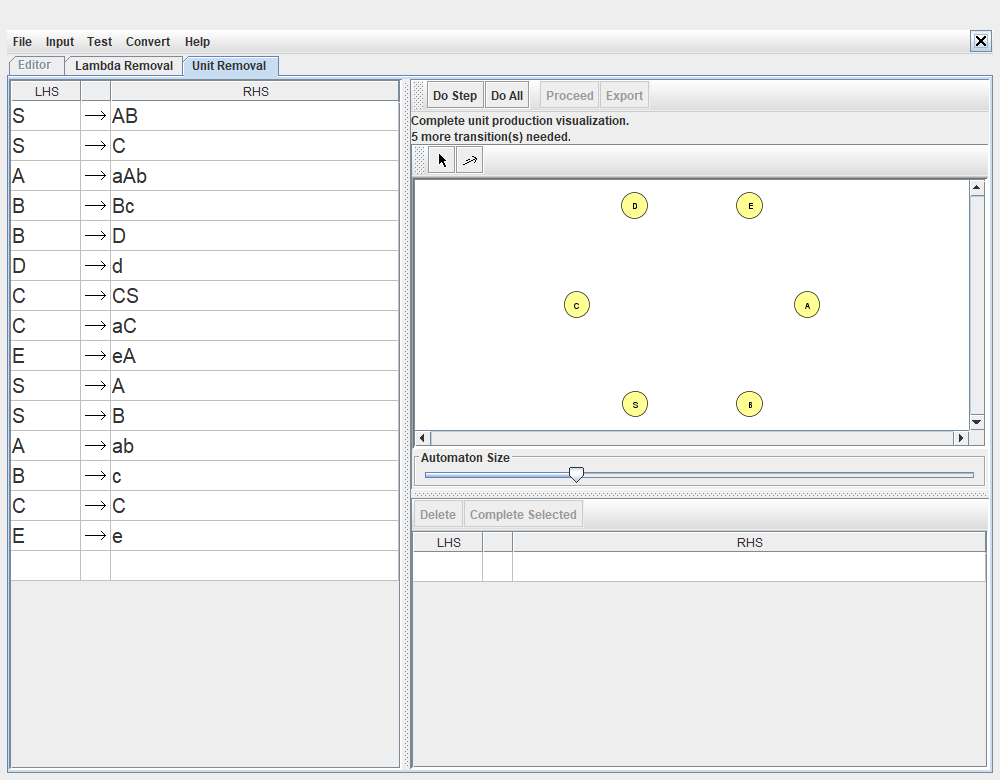 File Input Test Convert Help
Editor Lambda Removal Unit Removal
LHS RHS
S → AB
S → C
A → aAb
B → Bc
B → D
D → d
C → CS
C → aC
E → eA
S → A
S → B
A → ab
B → c
C → C
E → e
Do Step Do All Proceed Export
Complete unit production visualization.
5 more transition(s) needed.
D E
C A
S B
Automaton Size
Delete Complete Selected
LHS RHS